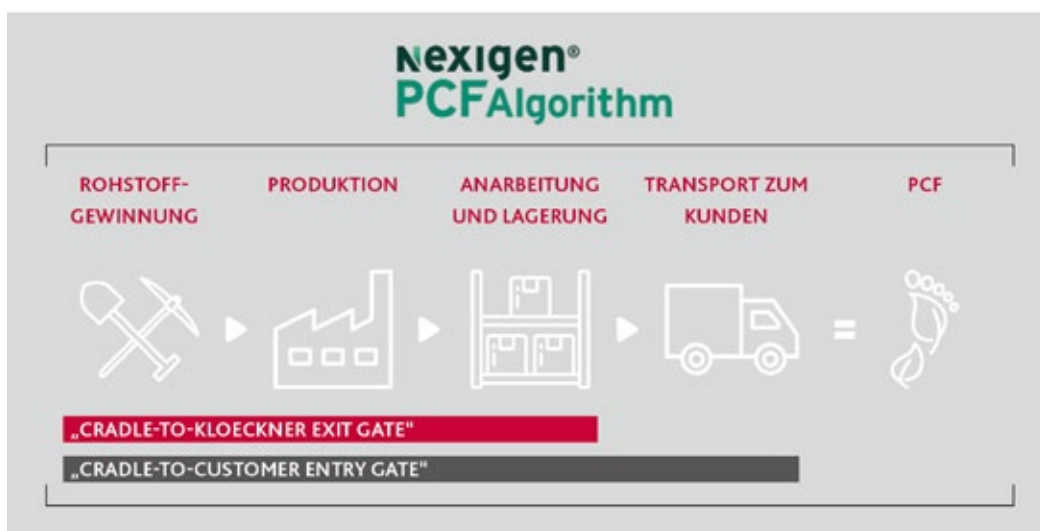 Nexigen®
PCFAlgorithm
ROHSTOFF-
GEWINNUNG
PRODUKTION
ANARBEITUNG
UND LAGERUNG
TRANSPORT ZUM
KUNDEN
PCF
=
„CRADLE-TO-KLOECKNER EXIT GATE“
„CRADLE-TO-CUSTOMER ENTRY GATE“